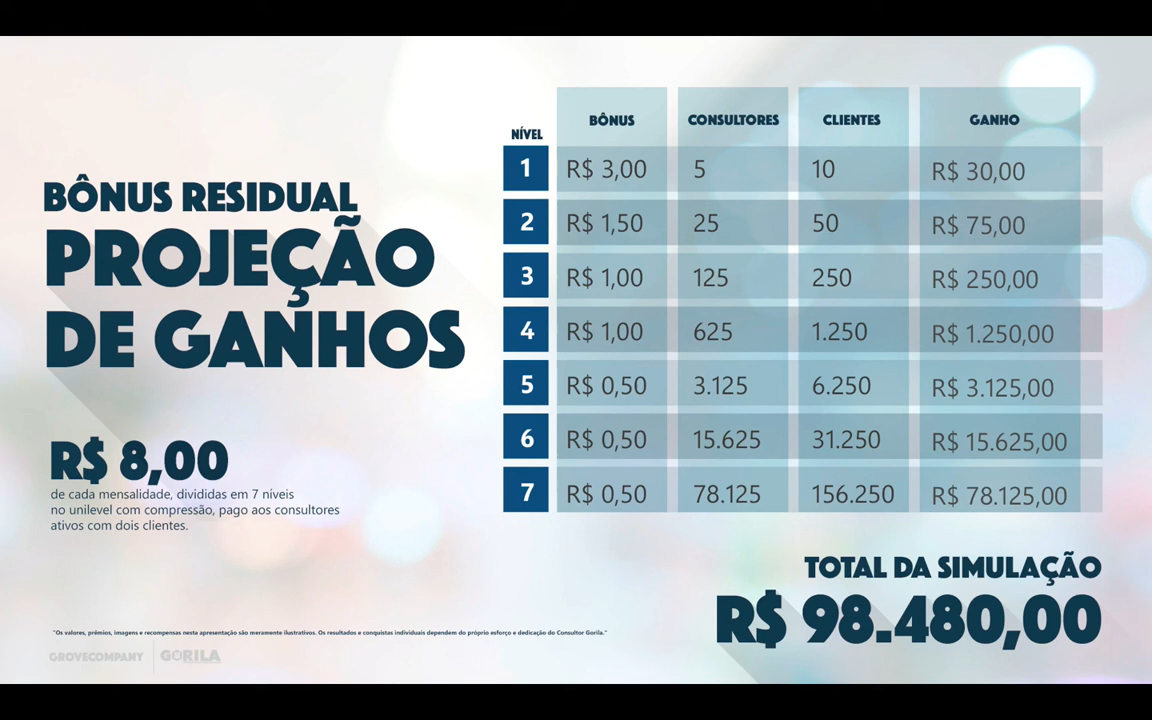 BÔNUS RESIDUAL
PROJEÇÃO
DE GANHOS
R$ 8,00
de cada mensalidade, divididas em 7 níveis
no unilevel com compressão, pago aos consultores
ativos com dois clientes.
NÍVEL BÔNUS CONSULTORES CLIENTES GANHO
1 R$ 3,00 5 10 R$ 30,00
2 R$ 1,50 25 50 R$ 75,00
3 R$ 1,00 125 250 R$ 250,00
4 R$ 1,00 625 1.250 R$ 1.250,00
5 R$ 0,50 3.125 6.250 R$ 3.125,00
6 R$ 0,50 15.625 31.250 R$ 15.625,00
7 R$ 0,50 78.125 156.250 R$ 78.125,00
TOTAL DA SIMULAÇÃO
R$ 98.480,00
"Os valores, prêmios, imagens e recompensas nesta apresentação são meramente ilustrativos. Os resultados e conquistas individuais dependem do próprio esforço e dedicação do Consultor Gorila."
GROVECOMPANY GORILA